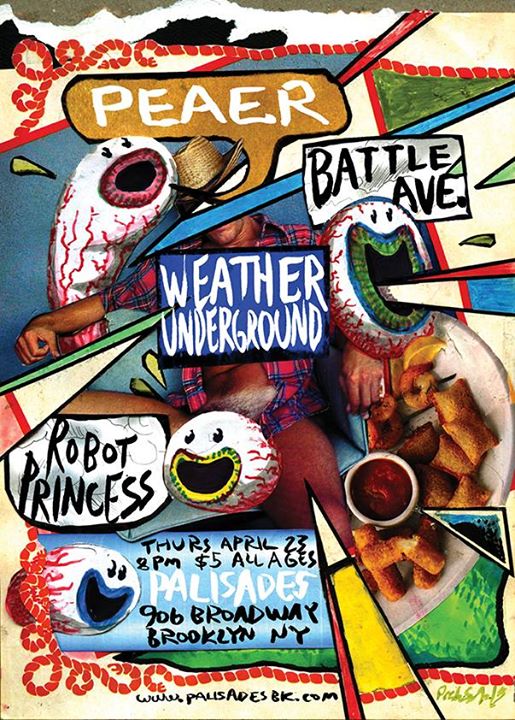 PEAER
BATTLE
AVE.
WEATHER
UNDERGROUND
ROBOT
PRINCESS
THURS APRIL 23
8PM $5 ALL AGES
PALISADES
906 BROADWAY
BROOKLYN NY
www.PALISADESBK.COM